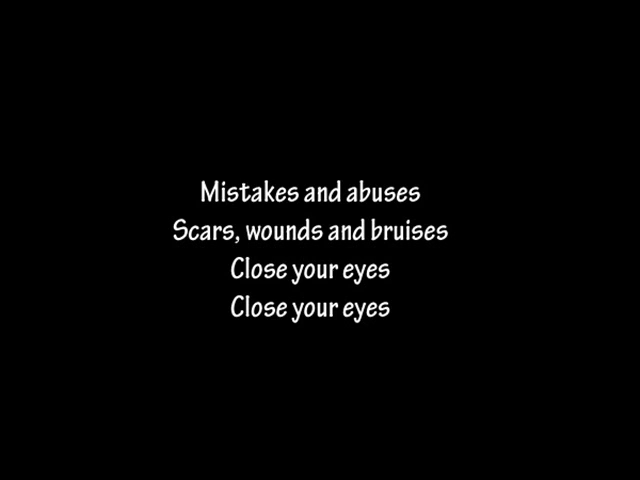 Mistakes and abuses
Scars, wounds and bruises
Close your eyes
Close your eyes